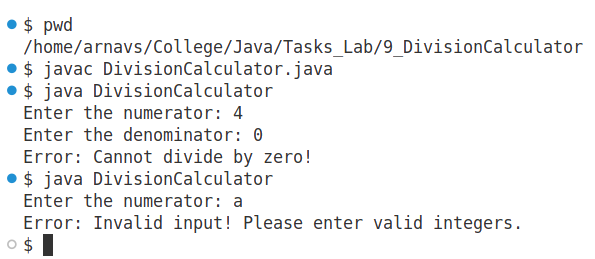 $ pwd
/home/arnavs/College/Java/Tasks_Lab/9_DivisionCalculator
$ javac DivisionCalculator.java
$ java DivisionCalculator
Enter the numerator: 4
Enter the denominator: 0
Error: Cannot divide by zero!
$ java DivisionCalculator
Enter the numerator: a
Error: Invalid input! Please enter valid integers.
$